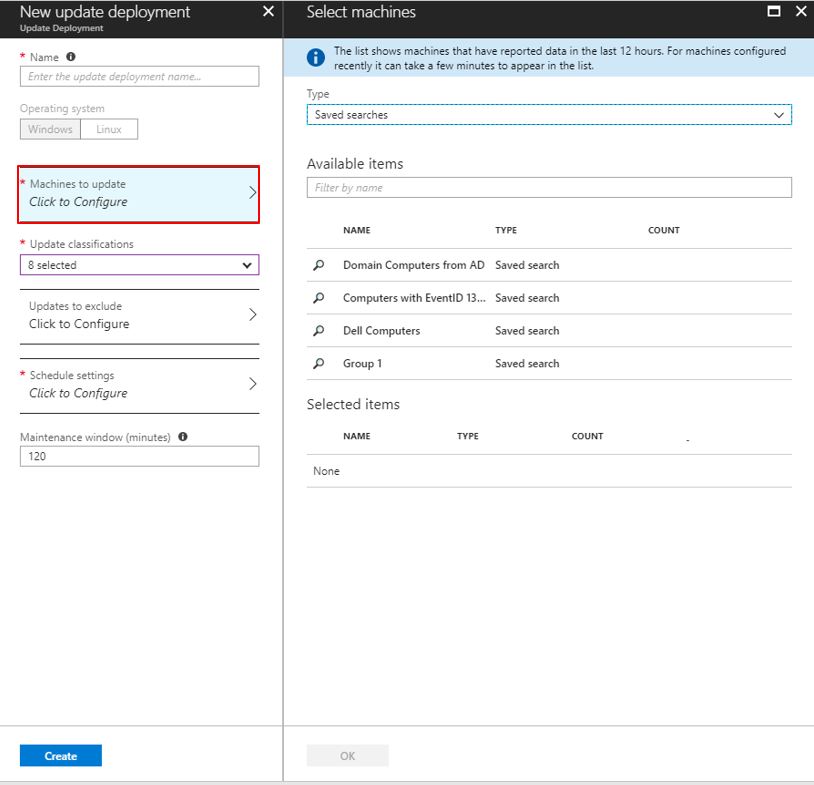 New update deployment
Update Deployment
* Name
Enter the update deployment name...
Operating system
Windows Linux
* Machines to update
Click to Configure
* Update classifications
8 selected
Updates to exclude
Click to Configure
* Schedule settings
Click to Configure
Maintenance window (minutes)
120
Create
Select machines
The list shows machines that have reported data in the last 12 hours. For machines configured
recently it can take a few minutes to appear in the list.
Type
Saved searches
Available items
Filter by name
NAME TYPE COUNT
Domain Computers from AD Saved search
Computers with EventID 13... Saved search
Dell Computers Saved search
Group 1 Saved search
Selected items
NAME TYPE COUNT -
None
OK